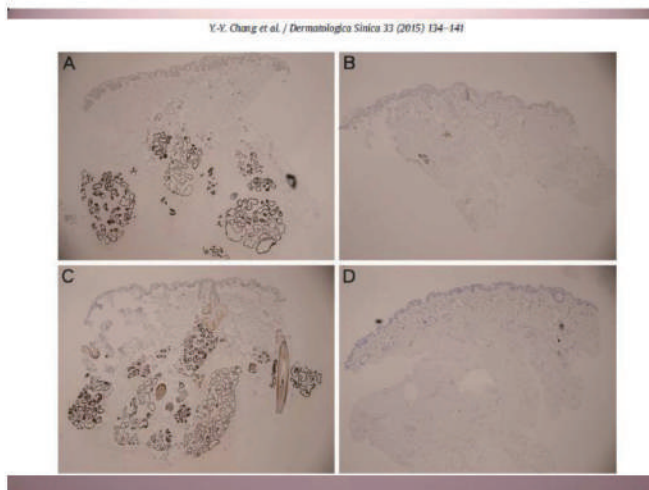 Y.-Y. Chang et al. / Dermatologica Sinica 33 (2015) 134–141
A
B
C
D